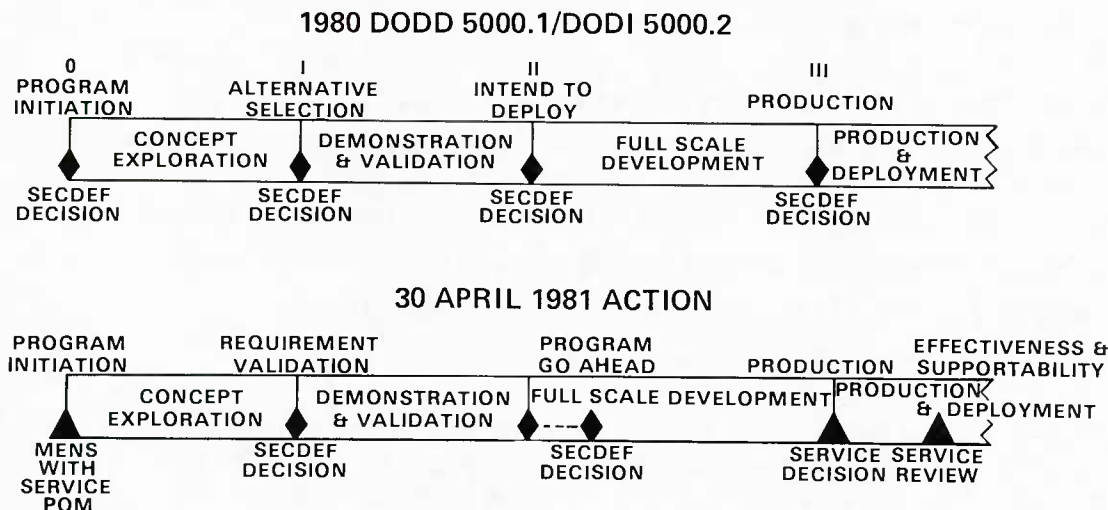 1980 DODD 5000.1/DODI 5000.2
0
PROGRAM
INITIATION
I
ALTERNATIVE
SELECTION
II
INTEND TO
DEPLOY
III
PRODUCTION
CONCEPT
EXPLORATION
DEMONSTRATION
& VALIDATION
FULL SCALE
DEVELOPMENT
PRODUCTION
&
DEPLOYMENT
SECDEF
DECISION
SECDEF
DECISION
SECDEF
DECISION
SECDEF
DECISION
30 APRIL 1981 ACTION
PROGRAM
INITIATION
REQUIREMENT
VALIDATION
PROGRAM
GO AHEAD
PRODUCTION
EFFECTIVENESS &
SUPPORTABILITY
CONCEPT
EXPLORATION
DEMONSTRATION
& VALIDATION
FULL SCALE DEVELOPMENT
PRODUCTION
& DEPLOYMENT
MENS
WITH
SERVICE
POM
SECDEF
DECISION
SECDEF
DECISION
SERVICE
DECISION
SERVICE
REVIEW